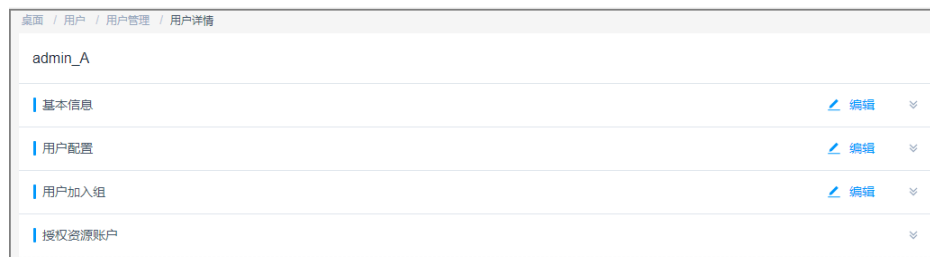 桌面 / 用户 / 用户管理 / 用户详情
admin_A
基本信息 编辑
用户配置 编辑
用户加入组 编辑
授权资源账户